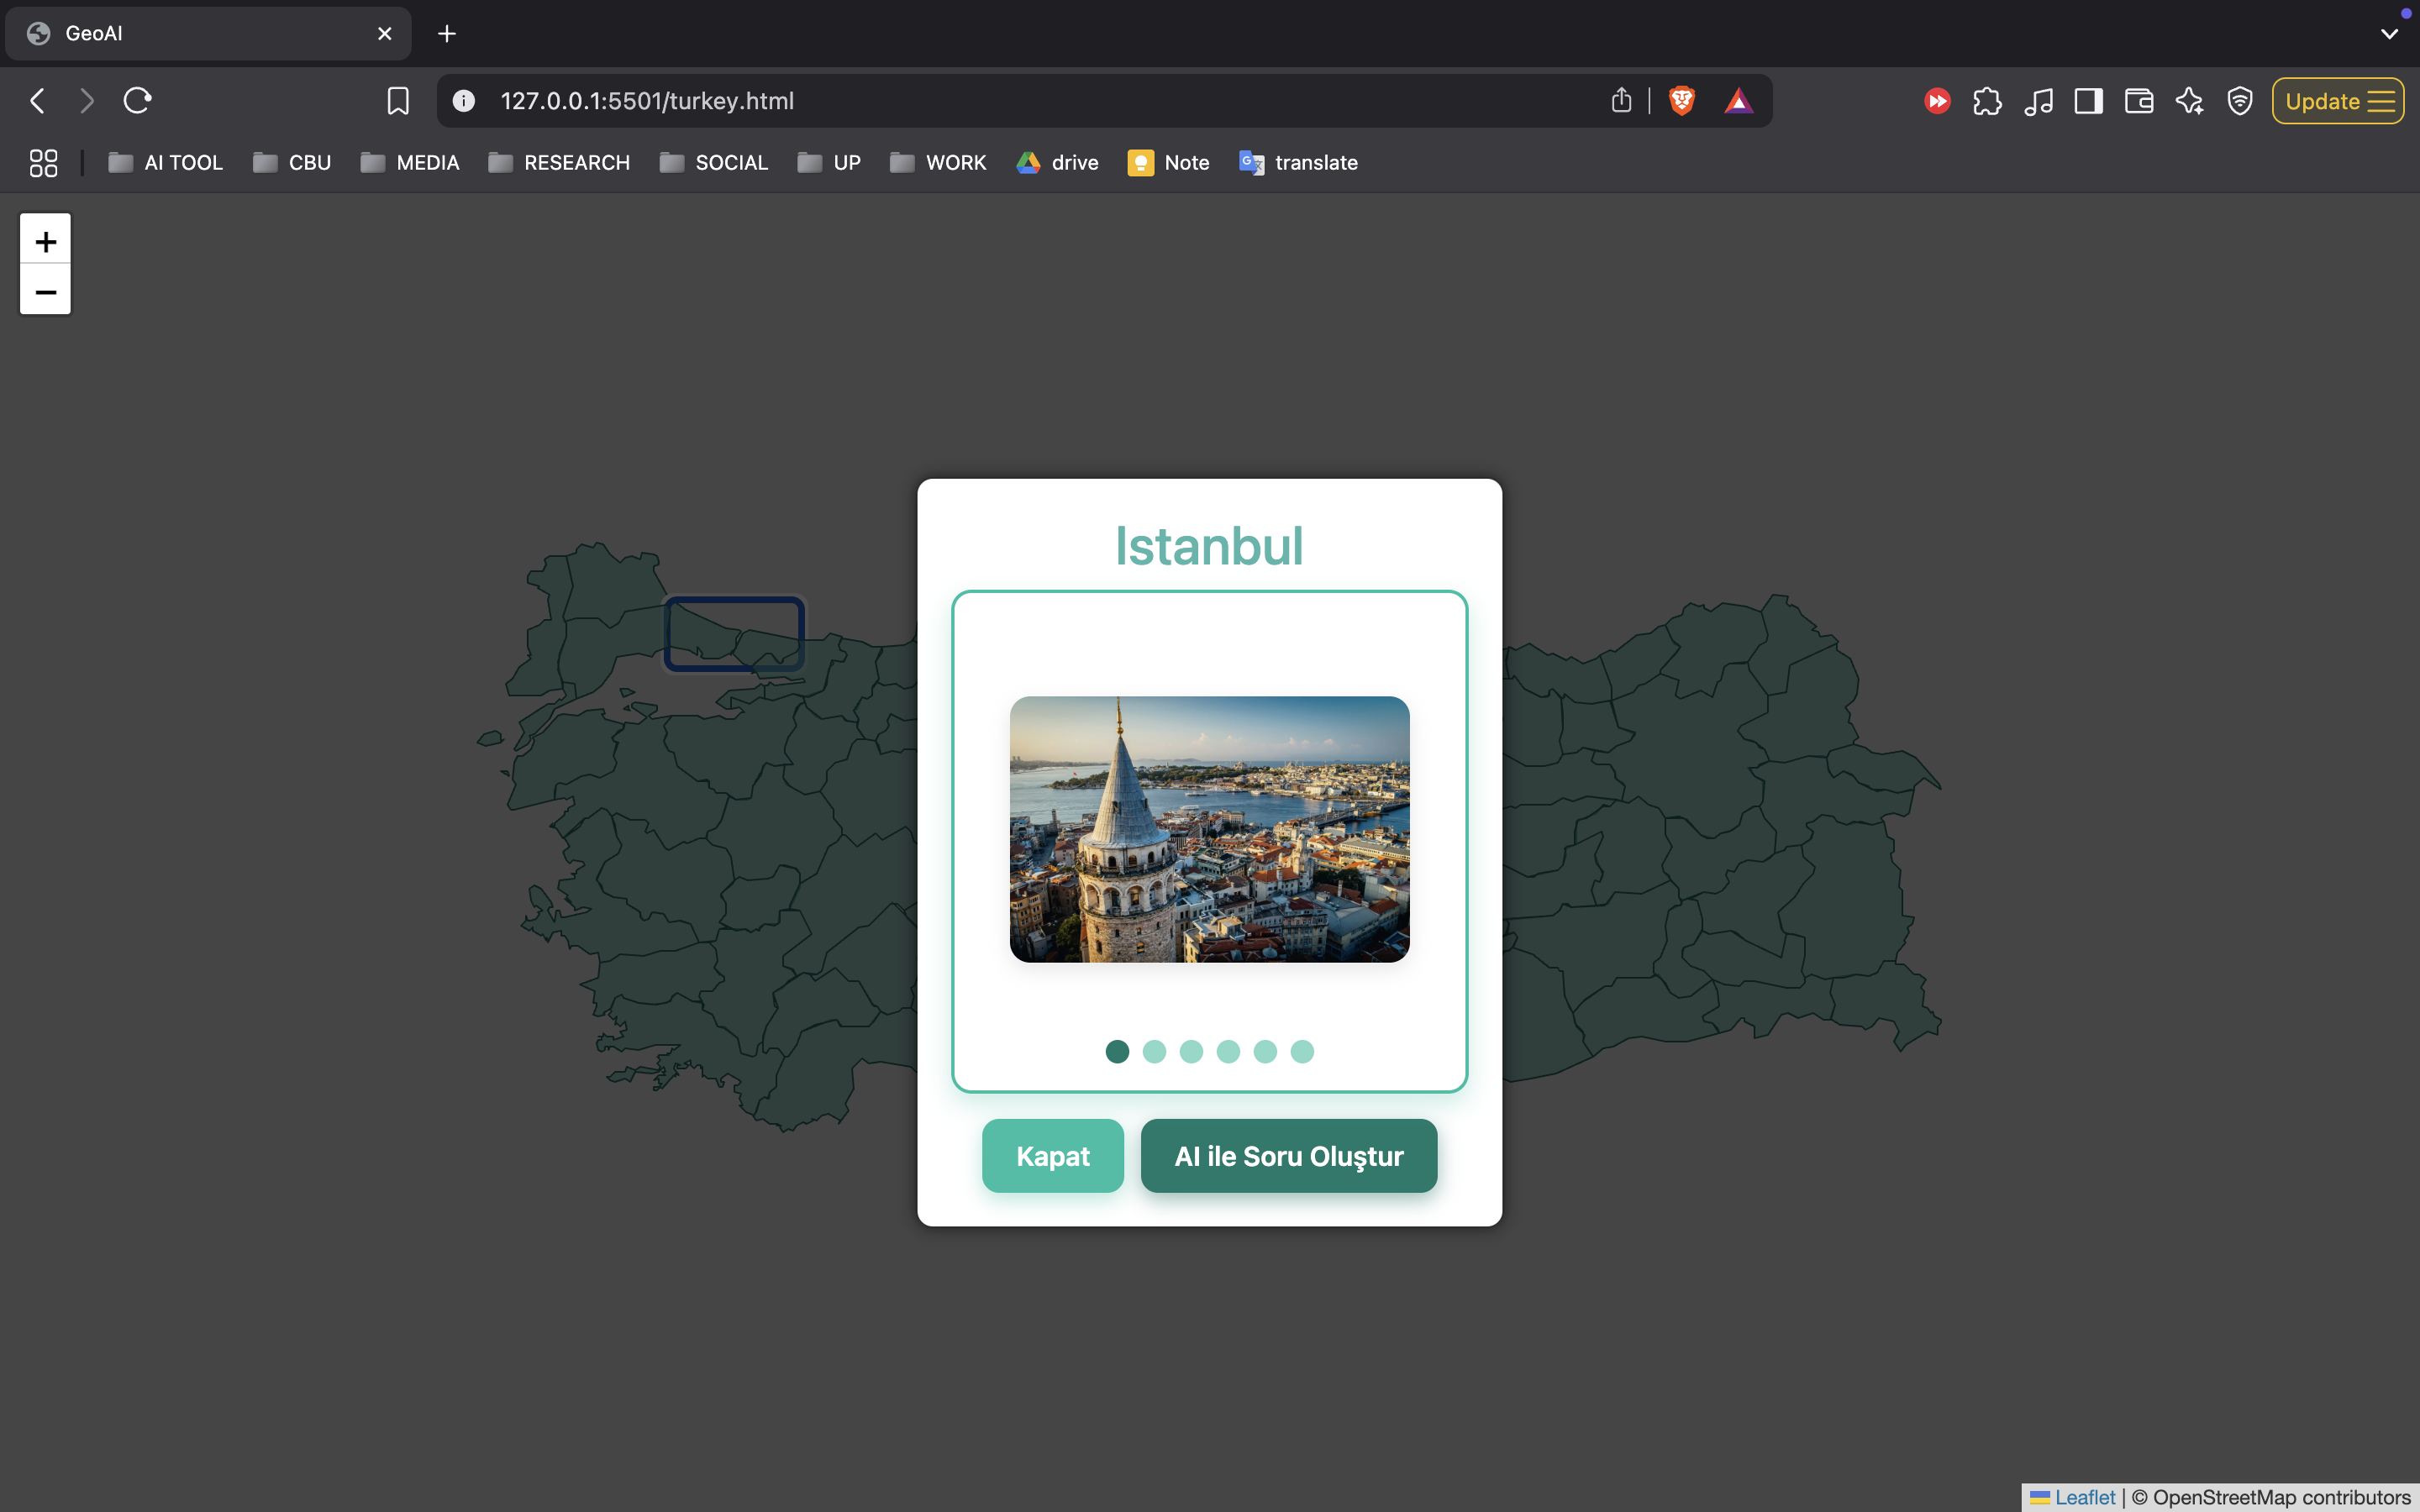 GeoAI
127.0.0.1:5501/turkey.html
Update
AI TOOL CBU MEDIA RESEARCH SOCIAL UP WORK drive Note translate
+
−
Istanbul
Kapat AI ile Soru Oluştur
Leaflet | © OpenStreetMap contributors